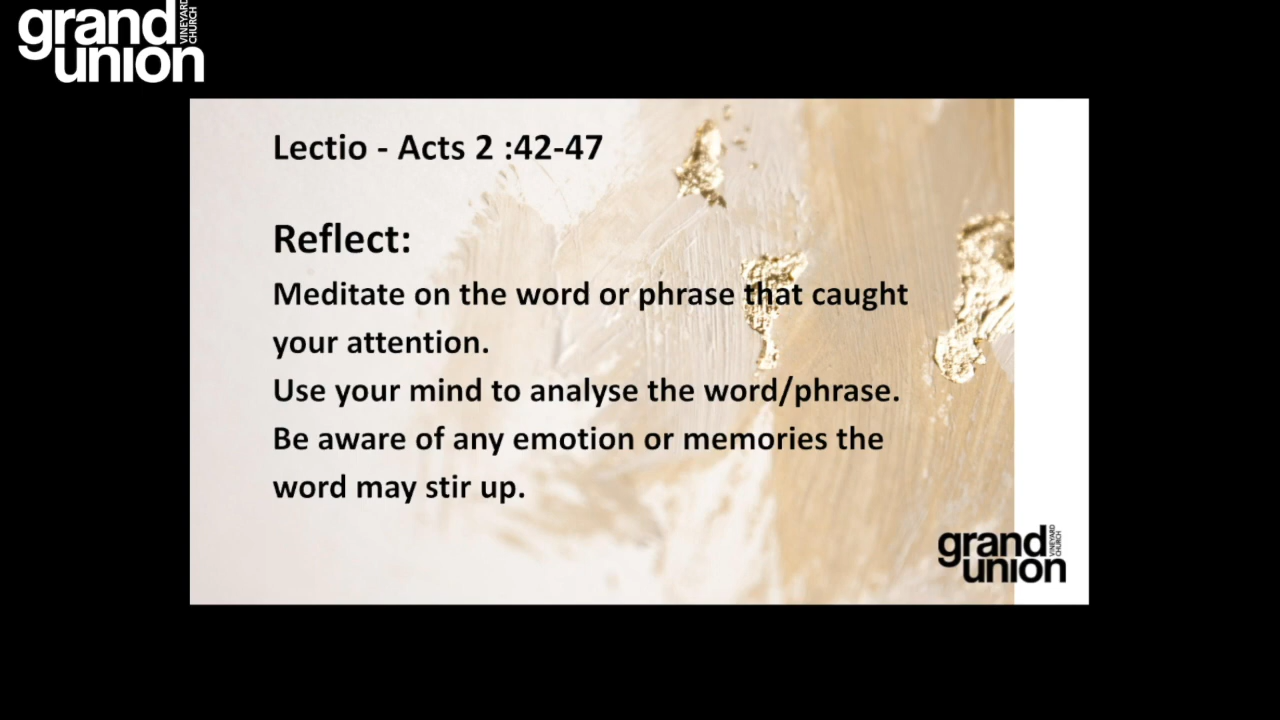 grand
union
VINEYARD
CHURCH
Lectio - Acts 2 :42-47
Reflect:
Meditate on the word or phrase that caught
your attention.
Use your mind to analyse the word/phrase.
Be aware of any emotion or memories the
word may stir up.
grand
union
VINEYARD
CHURCH